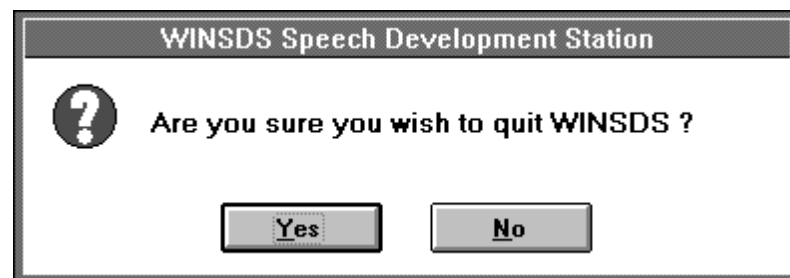 WINSDS Speech Development Station
Are you sure you wish to quit WINSDS ?
Yes No